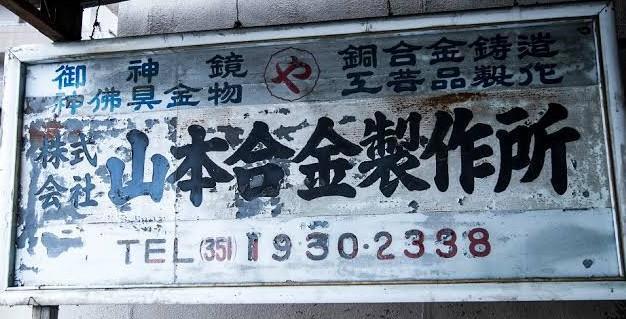 御神鏡 や 銅合金鋳造
神佛具金物 工芸品製作
株式会社 山本合金製作所
TEL (351) 1930・2338